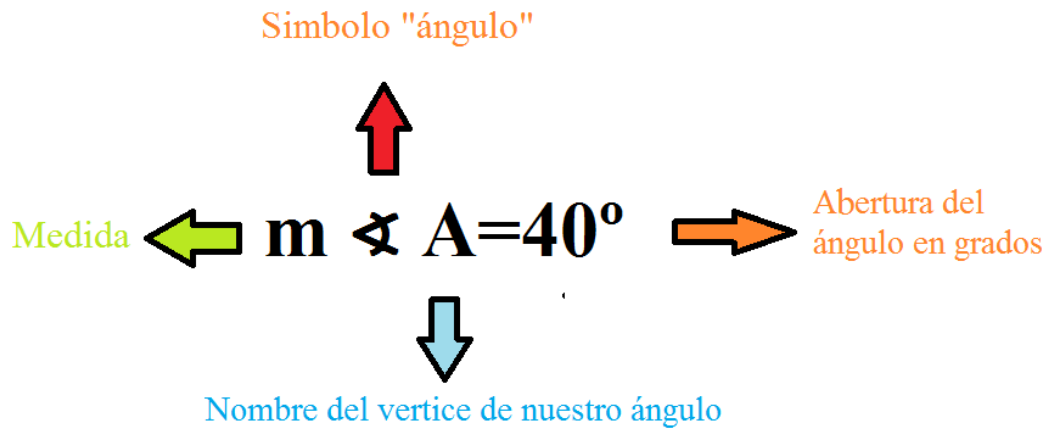 Simbolo "ángulo"
Medida
m ∢ A=40º
Abertura del
ángulo en grados
Nombre del vertice de nuestro ángulo